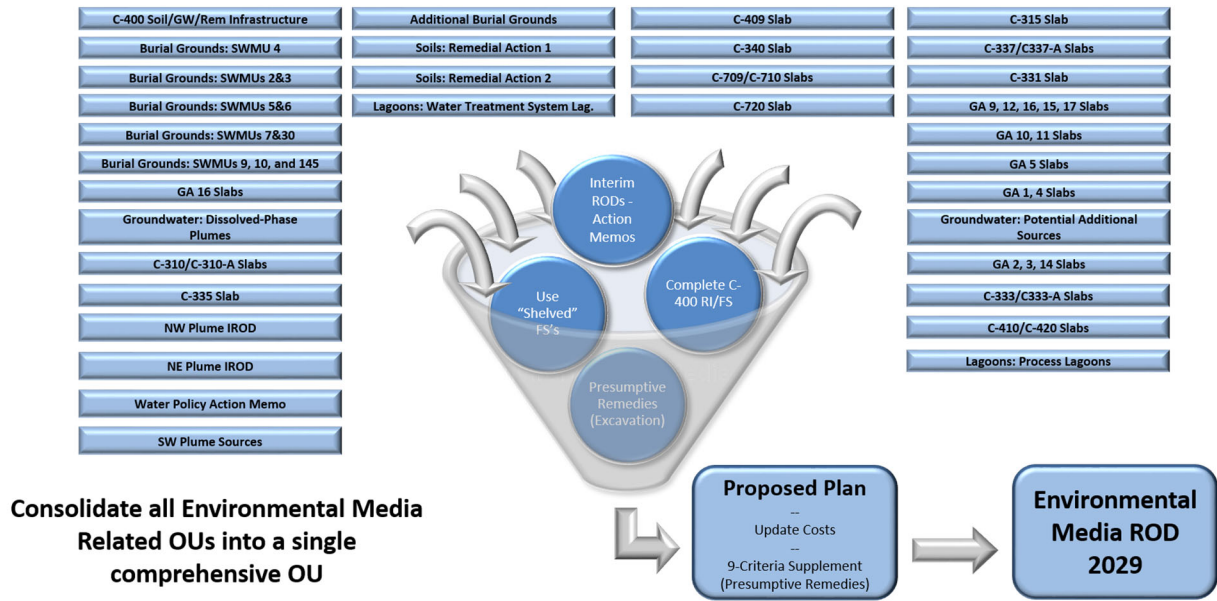 C-400 Soil/GW/Rem Infrastructure
Burial Grounds: SWMU 4
Burial Grounds: SWMUs 2&3
Burial Grounds: SWMUs 5&6
Burial Grounds: SWMUs 7&30
Burial Grounds: SWMUs 9, 10, and 145
GA 16 Slabs
Groundwater: Dissolved-Phase
Plumes
C-310/C-310-A Slabs
C-335 Slab
NW Plume IROD
NE Plume IROD
Water Policy Action Memo
SW Plume Sources
Additional Burial Grounds
Soils: Remedial Action 1
Soils: Remedial Action 2
Lagoons: Water Treatment System Lag.
C-409 Slab
C-340 Slab
C-709/C-710 Slabs
C-720 Slab
C-315 Slab
C-337/C337-A Slabs
C-331 Slab
GA 9, 12, 16, 15, 17 Slabs
GA 10, 11 Slabs
GA 5 Slabs
GA 1, 4 Slabs
Groundwater: Potential Additional
Sources
GA 2, 3, 14 Slabs
C-333/C333-A Slabs
C-410/C-420 Slabs
Lagoons: Process Lagoons
Interim
RODs -
Action
Memos
Use
“Shelved”
FS’s
Complete C-
400 RI/FS
Presumptive
Remedies
(Excavation)
Consolidate all Environmental Media
Related OUs into a single
comprehensive OU
Proposed Plan
--
Update Costs
--
9-Criteria Supplement
(Presumptive Remedies)
Environmental
Media ROD
2029